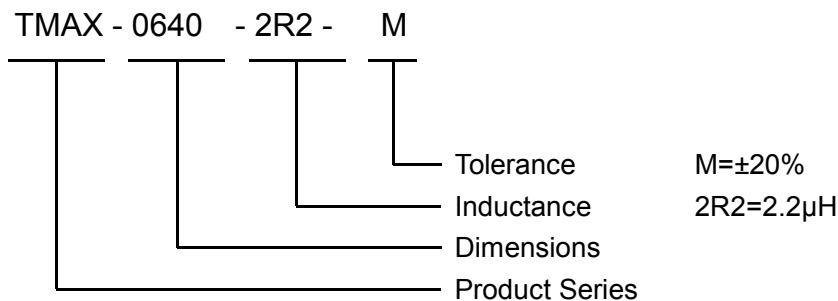 TMAX - 0640 - 2R2 - M
Tolerance M=±20%
Inductance 2R2=2.2µH
Dimensions
Product Series